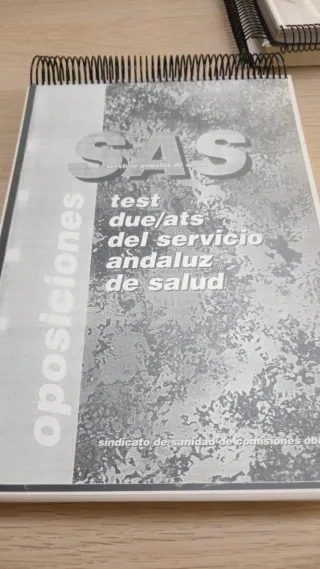 SAS
servicio andaluz de salud
test
due/ats
del servicio
andaluz
de salud
oposiciones
sindicato de sanidad de comisiones